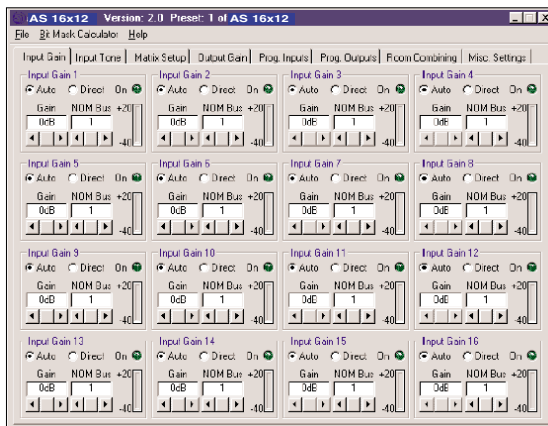 AS 16x12 Version: 2.0 Preset: 1 of AS 16x12
File Bit Mask Calculator Help
Input Gain Input Tone Matrix Setup Output Gain Prog. Inputs Prog. Outputs Room Combining Misc. Settings
Input Gain 1 Input Gain 2 Input Gain 3 Input Gain 4
Auto Direct On Auto Direct On Auto Direct On Auto Direct On
Gain NOM Bus +20 Gain NOM Bus +20 Gain NOM Bus +20 Gain NOM Bus +20
0dB 1 0dB 1 0dB 1 0dB 1
-40 -40 -40 -40
Input Gain 5 Input Gain 6 Input Gain 7 Input Gain 8
Auto Direct On Auto Direct On Auto Direct On Auto Direct On
Gain NOM Bus +20 Gain NOM Bus +20 Gain NOM Bus +20 Gain NOM Bus +20
0dB 1 0dB 1 0dB 1 0dB 1
-40 -40 -40 -40
Input Gain 9 Input Gain 10 Input Gain 11 Input Gain 12
Auto Direct On Auto Direct On Auto Direct On Auto Direct On
Gain NOM Bus +20 Gain NOM Bus +20 Gain NOM Bus +20 Gain NOM Bus +20
0dB 1 0dB 1 0dB 1 0dB 1
-40 -40 -40 -40
Input Gain 13 Input Gain 14 Input Gain 15 Input Gain 16
Auto Direct On Auto Direct On Auto Direct On Auto Direct On
Gain NOM Bus +20 Gain NOM Bus +20 Gain NOM Bus +20 Gain NOM Bus +20
0dB 1 0dB 1 0dB 1 0dB 1
-40 -40 -40 -40